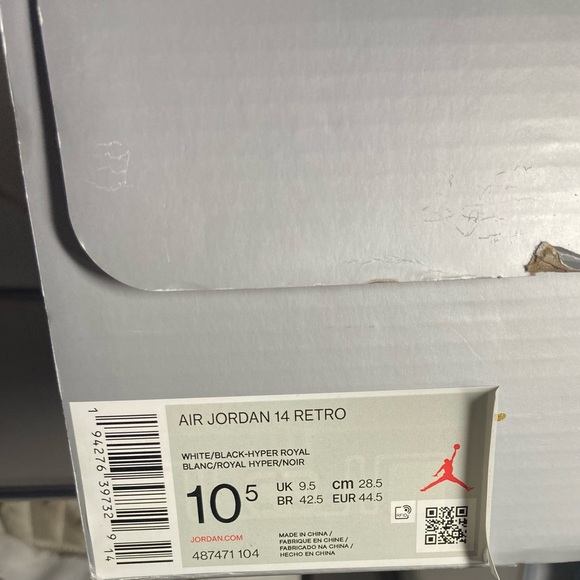 AIR JORDAN 14 RETRO
WHITE/BLACK-HYPER ROYAL
BLANC/ROYAL HYPER/NOIR
10 5
UK 9.5 cm 28.5
BR 42.5 EUR 44.5
JORDAN.COM
487471 104
MADE IN CHINA /
FABRIQUE EN CHINE /
FABRICADO NA CHINA /
HECHO EN CHINA
RFID
1 94276 39732 9 14